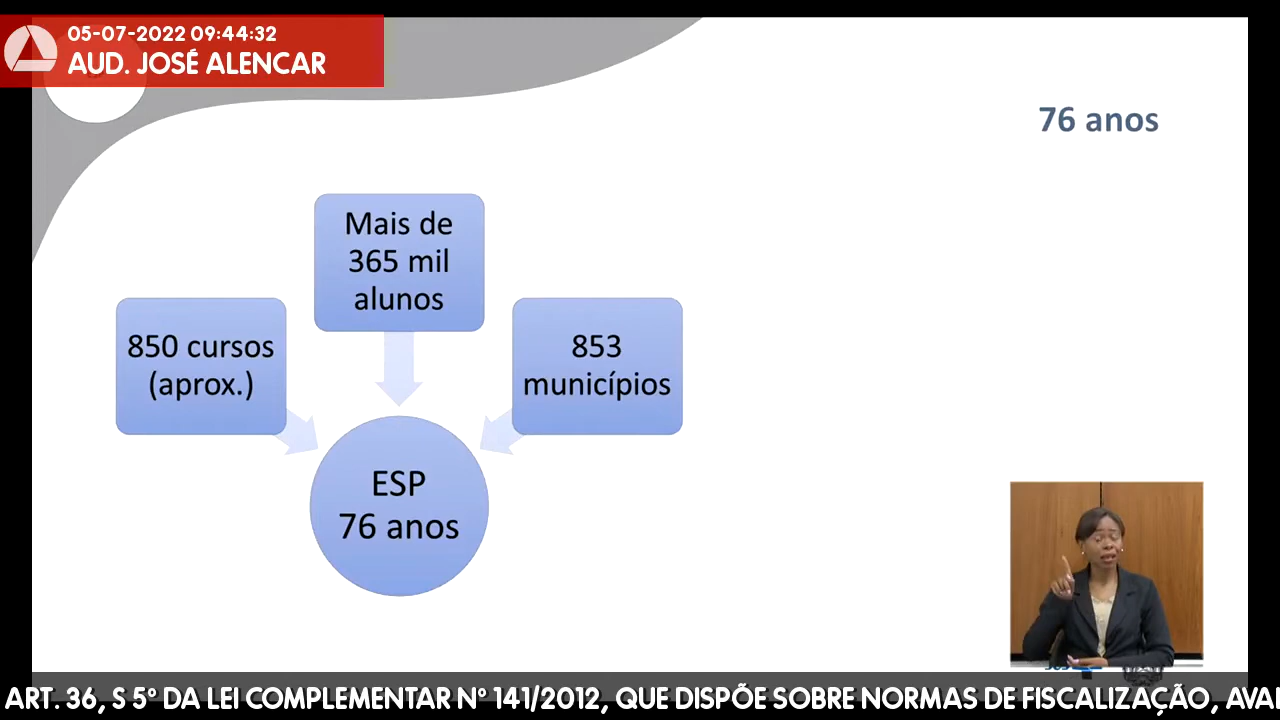 05-07-2022 09:44:32
AUD. JOSÉ ALENCAR
76 anos
Mais de
365 mil
alunos
850 cursos
(aprox.)
853
municípios
ESP
76 anos
ART. 36, S 5º DA LEI COMPLEMENTAR Nº 141/2012, QUE DISPÕE SOBRE NORMAS DE FISCALIZAÇÃO, AVA